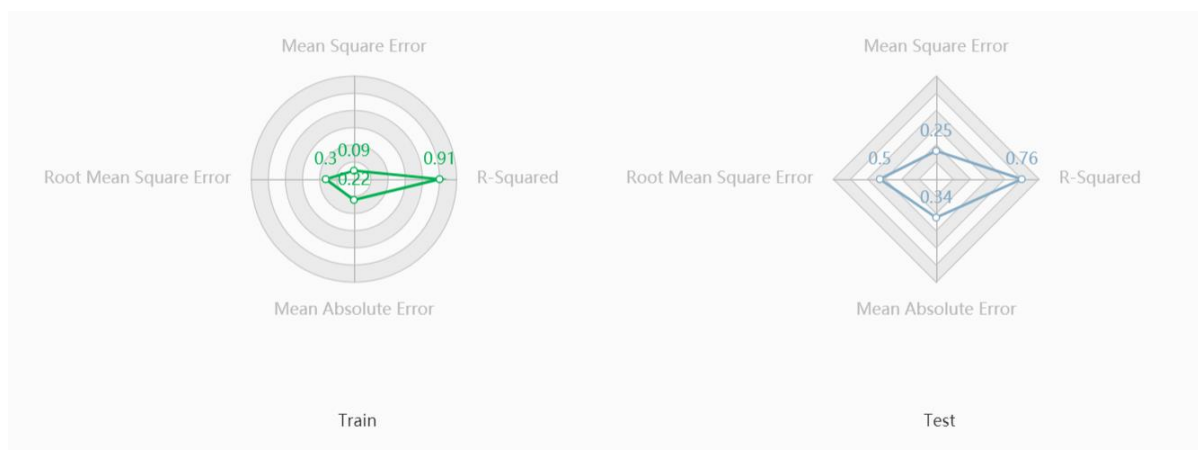 Mean Square Error
0.3
0.09
0.91
Root Mean Square Error
0.22
R-Squared
Mean Absolute Error
Train
Mean Square Error
0.25
0.5
0.76
Root Mean Square Error
R-Squared
0.34
Mean Absolute Error
Test